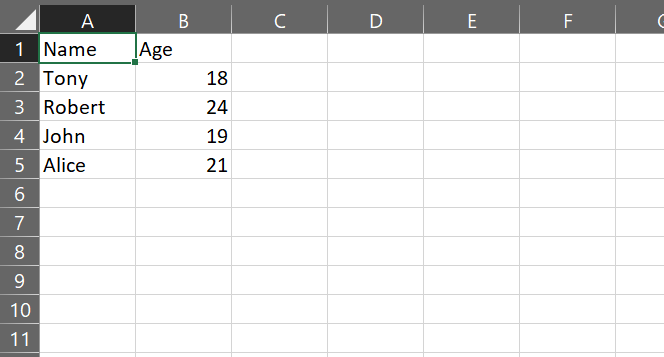 A B C D E F
1 Name Age
2 Tony 18
3 Robert 24
4 John 19
5 Alice 21
6
7
8
9
10
11